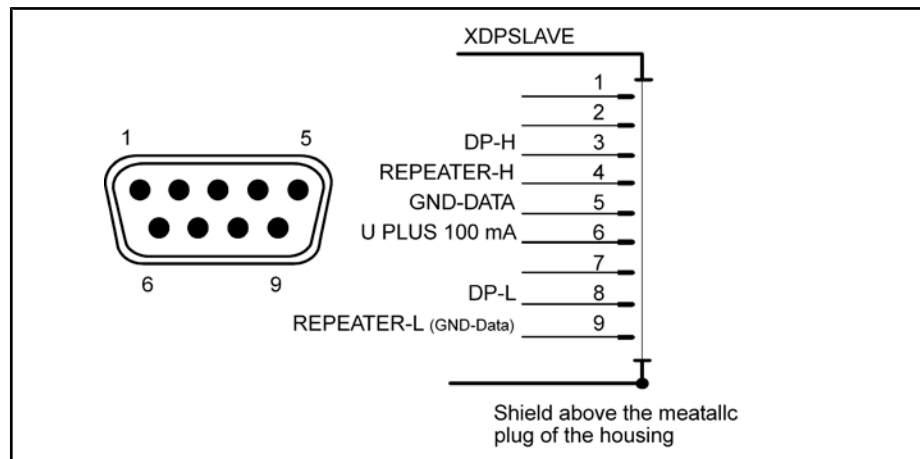 XDPSLAVE
1
2
DP-H 3
REPEATER-H 4
GND-DATA 5
U PLUS 100 mA 6
7
DP-L 8
REPEATER-L (GND-Data) 9
1 5
6 9
Shield above the meatallc
plug of the housing